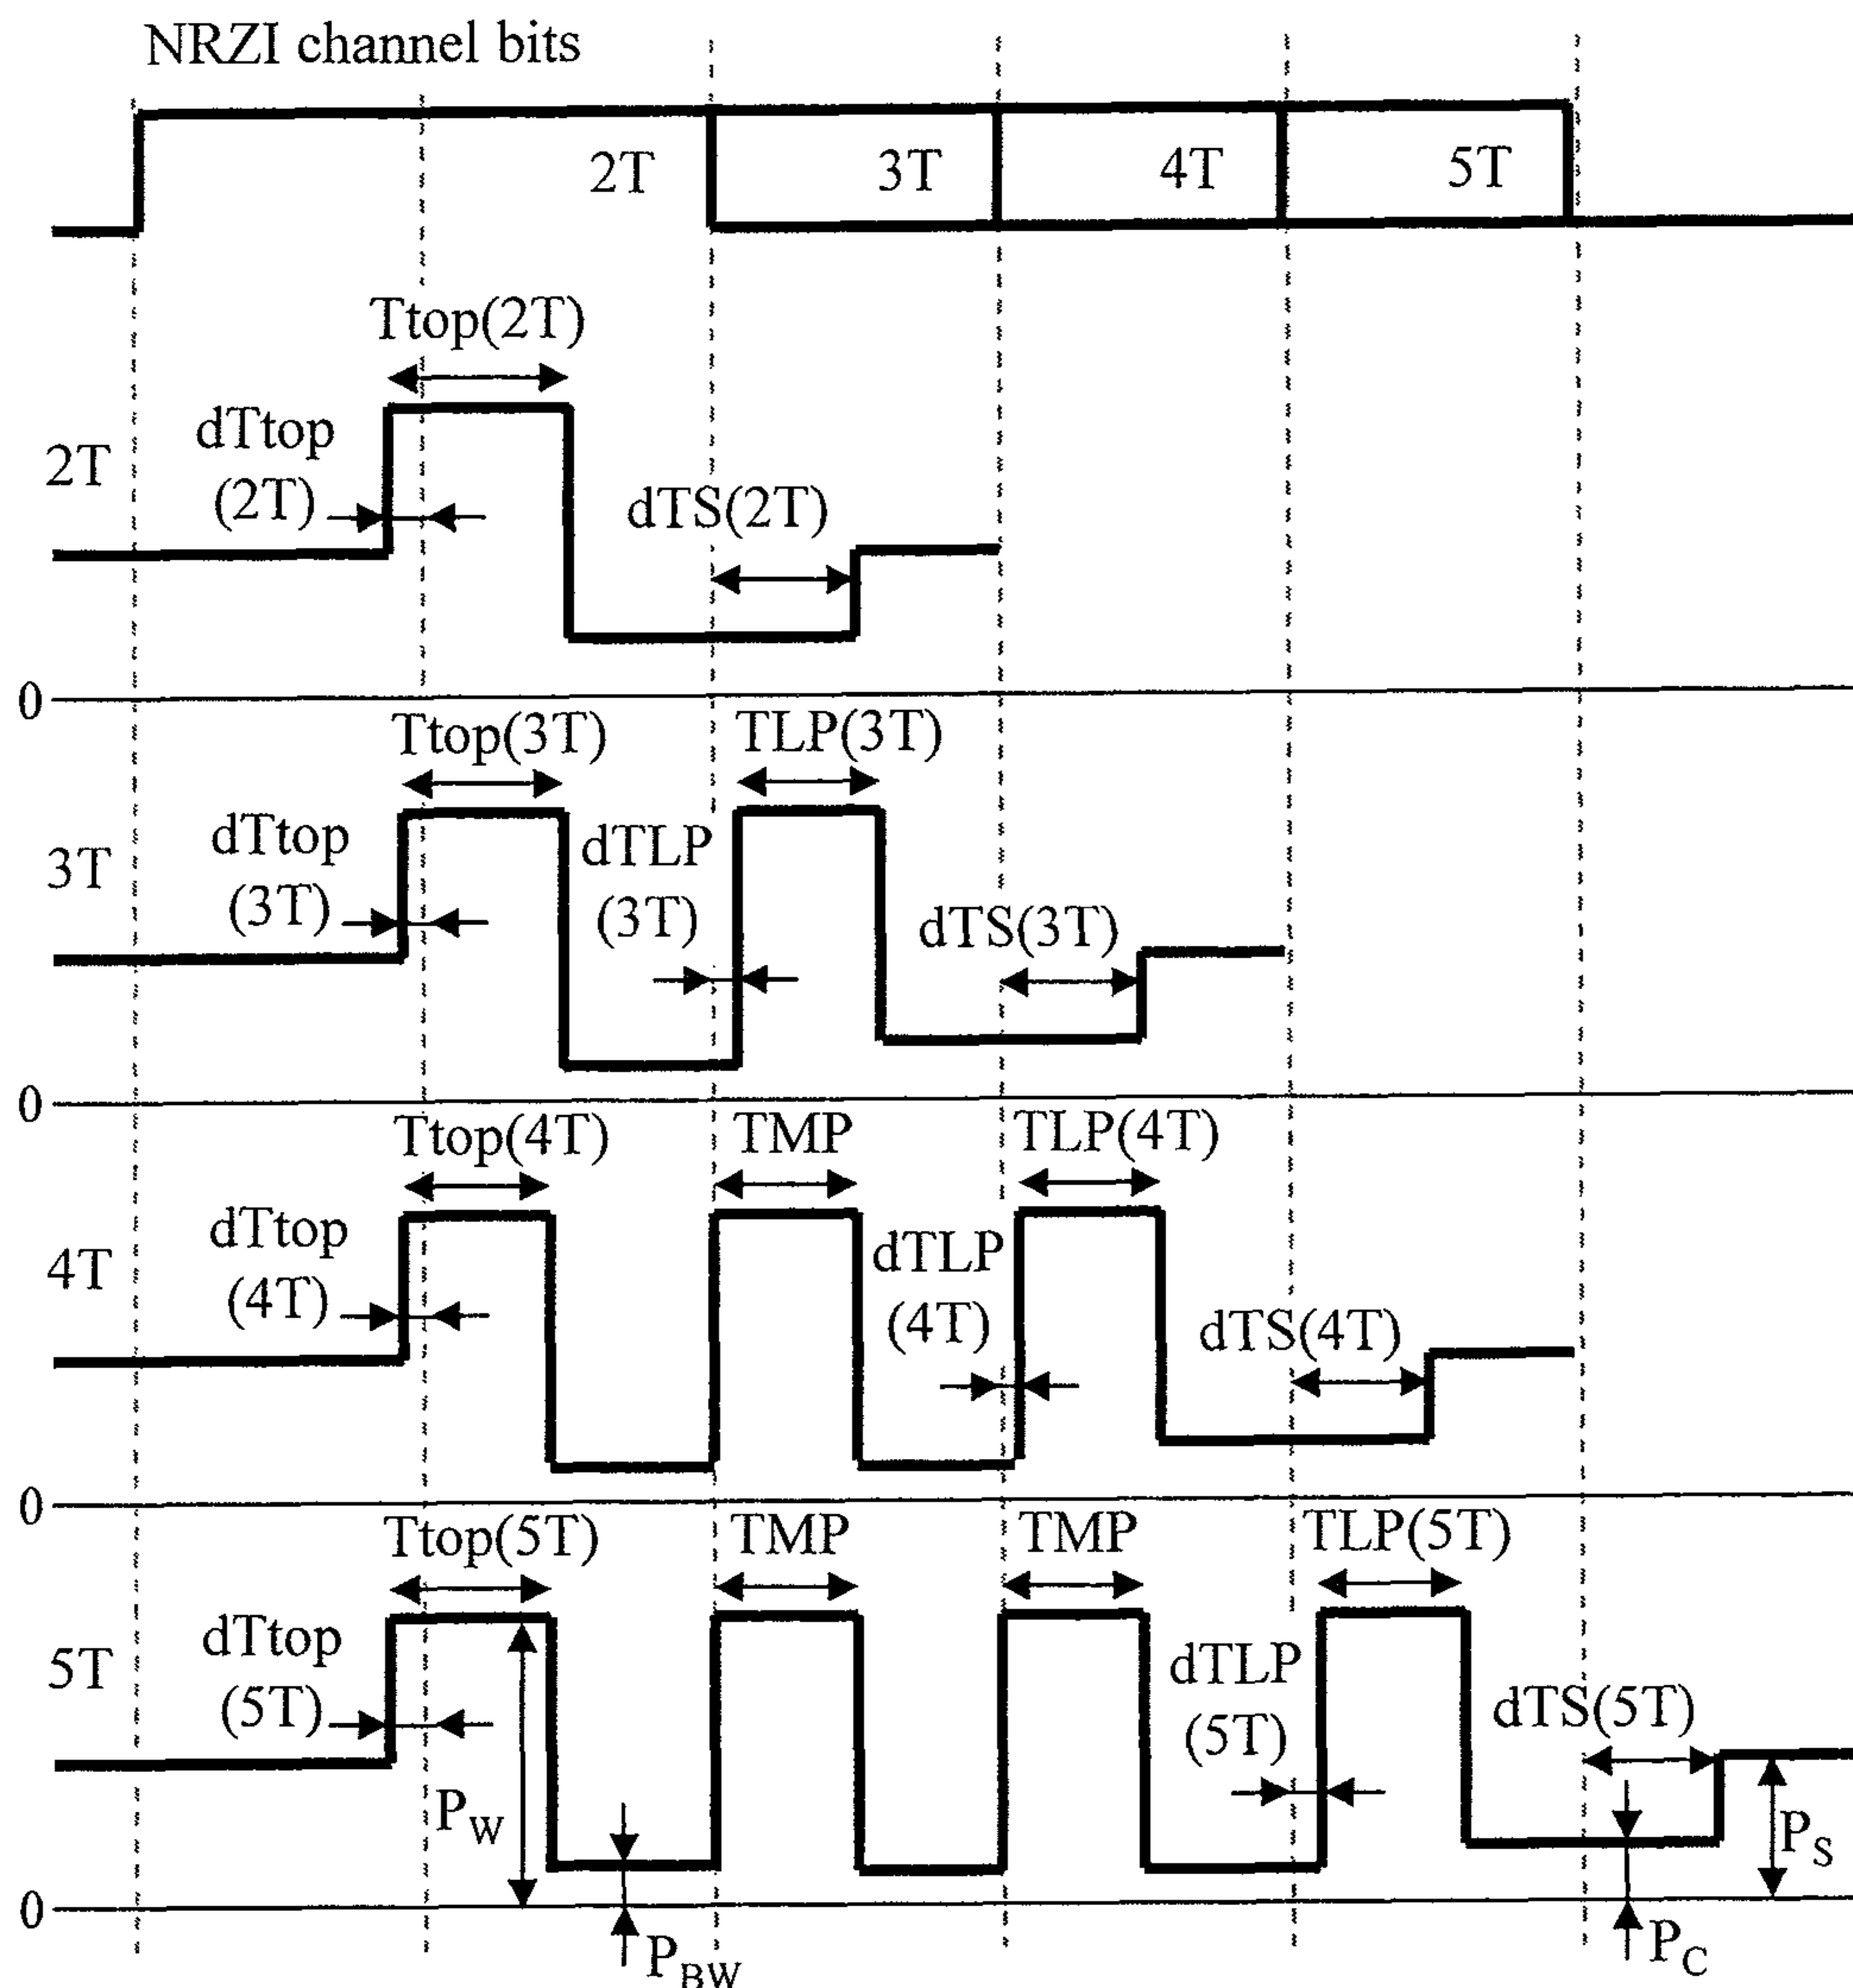 NRZI channel bits
2T 3T 4T 5T
Ttop(2T)
dTtop
(2T)
2T
dTS(2T)
0
Ttop(3T) TLP(3T)
dTtop
(3T)
dTLP
(3T)
3T
dTS(3T)
0
Ttop(4T) TMP TLP(4T)
dTtop
(4T)
dTLP
(4T)
4T
dTS(4T)
0
Ttop(5T) TMP TMP TLP(5T)
dTtop
(5T)
dTLP
(5T)
5T
dTS(5T)
PW
PS
0
PBW
PC